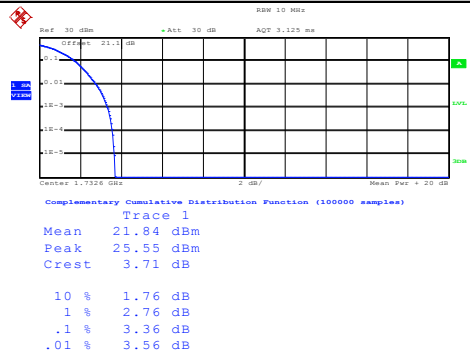 RBW 10 MHz
Ref 30 dBm Att 30 dB AQT 3.125 ms
Offset 21.1 dB
A
0.1
1 SA
VIEW
0.01
LVL
1E-3
1E-4
1E-5
3DB
Center 1.7326 GHz 2 dB/ Mean Pwr + 20 dB
Complementary Cumulative Distribution Function (100000 samples)
Trace 1
Mean 21.84 dBm
Peak 25.55 dBm
Crest 3.71 dB
10 % 1.76 dB
1 % 2.76 dB
.1 % 3.36 dB
.01 % 3.56 dB